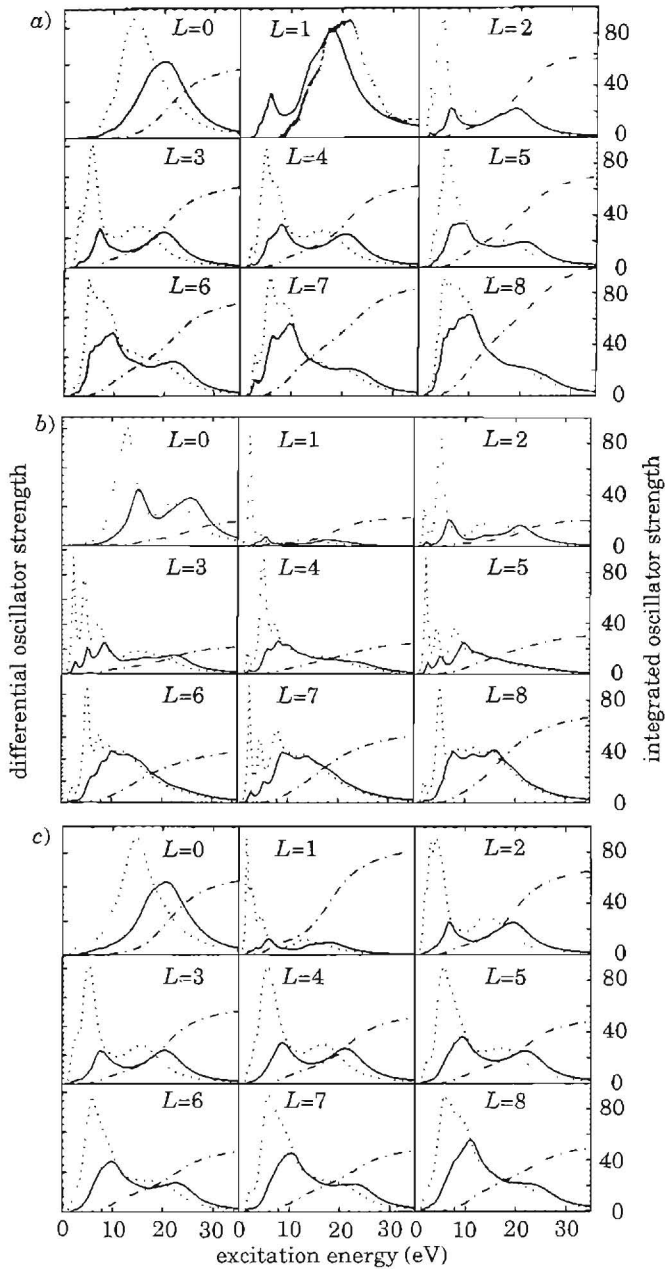 a)
L=0 L=1 L=2 80
40
0
L=3 L=4 L=5 80
40
0
L=6 L=7 L=8 80
40
0
b)
L=0 L=1 L=2 80
40
0
L=3 L=4 L=5 80
40
0
L=6 L=7 L=8 80
40
0
differential oscillator strength
integrated oscillator strength
c)
L=0 L=1 L=2 80
40
0
L=3 L=4 L=5 80
40
0
L=6 L=7 L=8 80
40
0
0 10 20 30 0 10 20 30 0 10 20 30
excitation energy (eV)